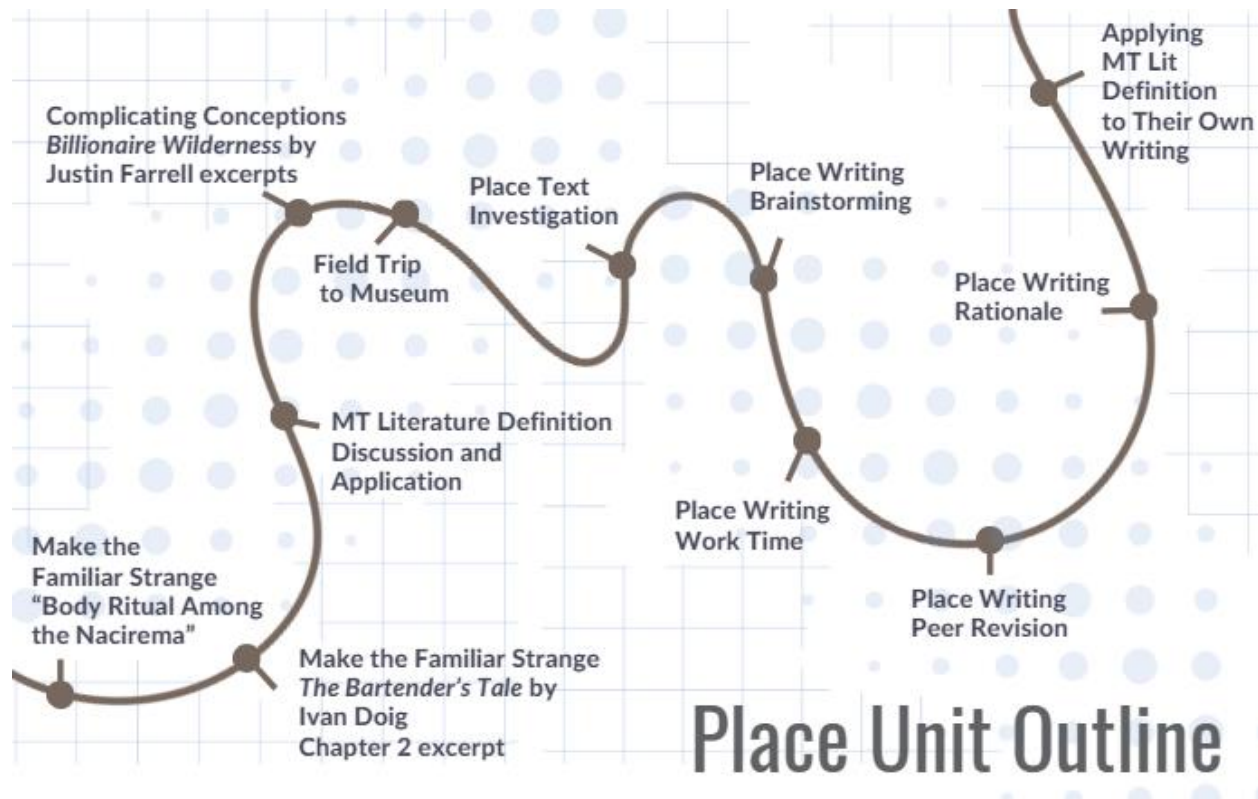 Make the
Familiar Strange
“Body Ritual Among
the Nacirema”
Make the Familiar Strange
The Bartender’s Tale by
Ivan Doig
Chapter 2 excerpt
MT Literature Definition
Discussion and
Application
Complicating Conceptions
Billionaire Wilderness by
Justin Farrell excerpts
Field Trip
to Museum
Place Text
Investigation
Place Writing
Brainstorming
Place Writing
Work Time
Place Writing
Peer Revision
Place Writing
Rationale
Applying
MT Lit
Definition
to Their Own
Writing
Place Unit Outline